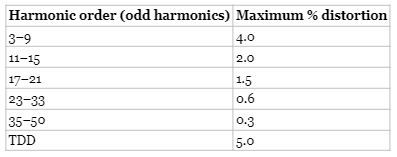 Harmonic order (odd harmonics) Maximum % distortion
3–9 4.0
11–15 2.0
17–21 1.5
23–33 0.6
35–50 0.3
TDD 5.0